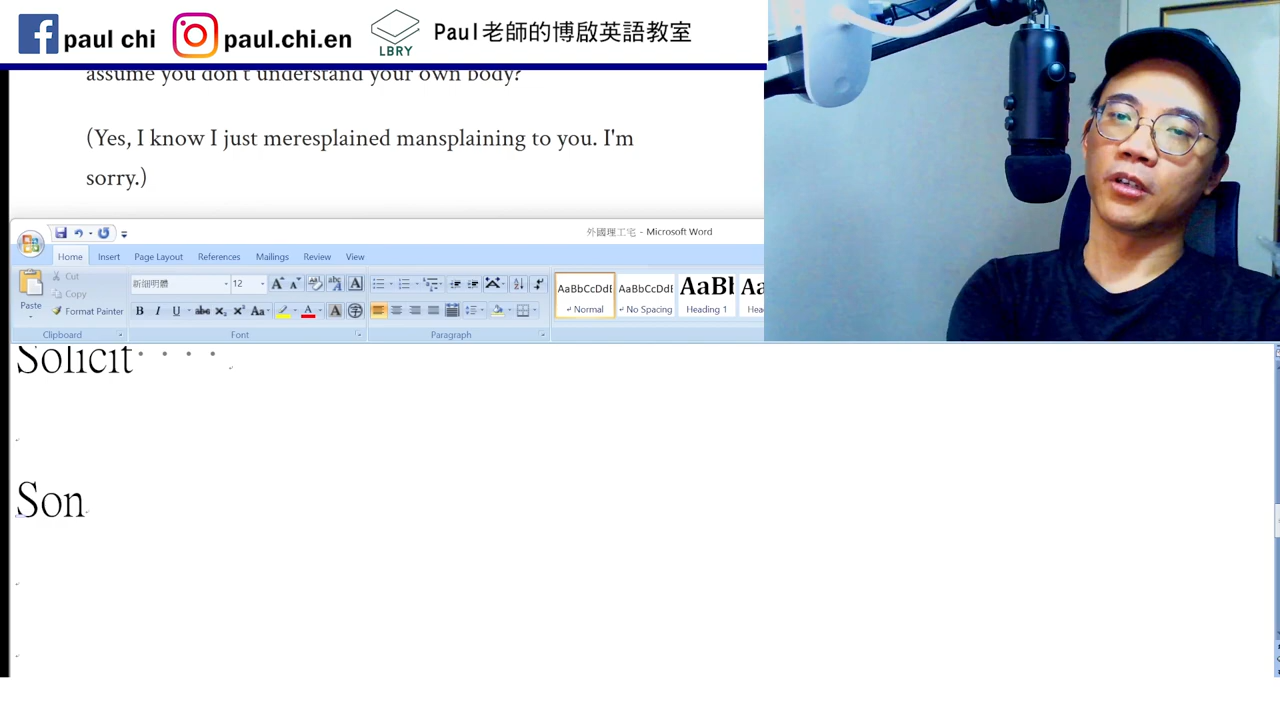 paul chi
paul.chi.en
LBRY
Paul老師的博啟英語教室
assume you don't understand your own body?
(Yes, I know I just meresplained mansplaining to you. I'm
sorry.)
外國理工宅 - Microsoft Word
Home Insert Page Layout References Mailings Review View
Cut
Copy
Paste
Format Painter
Clipboard
新細明體 12
Font
Paragraph
AaBbCcDdE
Normal
AaBbCcDdE
No Spacing
AaBl
Heading 1
Aa
Hea
Solicit
Son